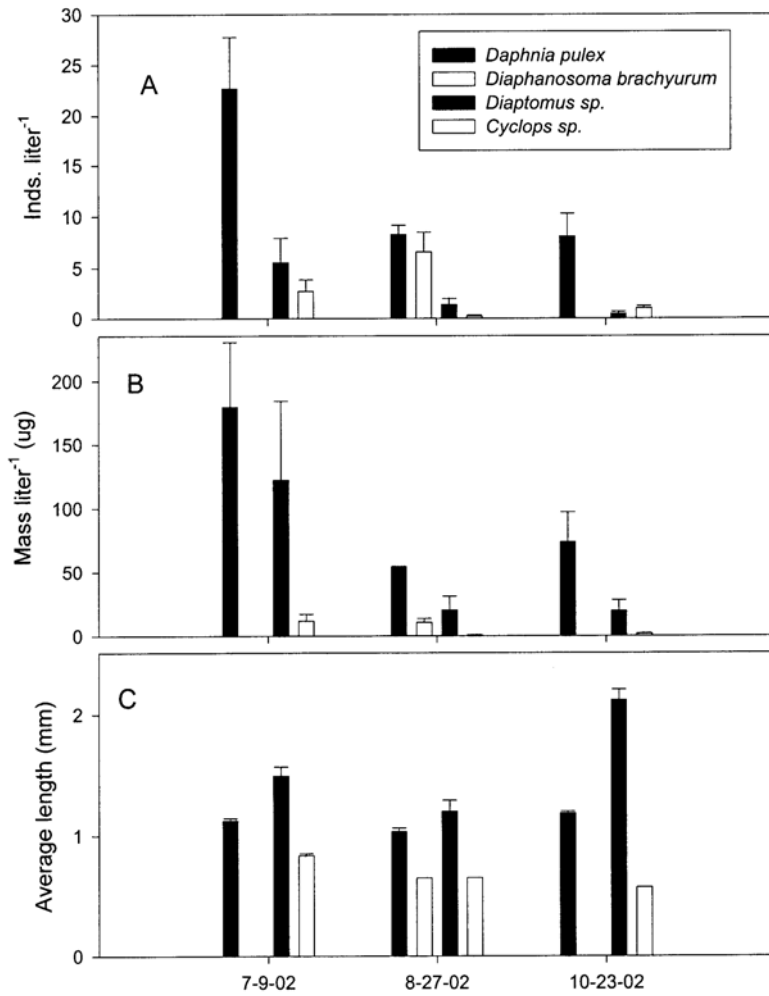 30
25
20
15
10
5
0
Inds. liter⁻¹
A
Daphnia pulex
Diaphanosoma brachyurum
Diaptomus sp.
Cyclops sp.
200
150
100
50
0
Mass liter⁻¹ (ug)
B
2
1
0
Average length (mm)
C
7-9-02 8-27-02 10-23-02